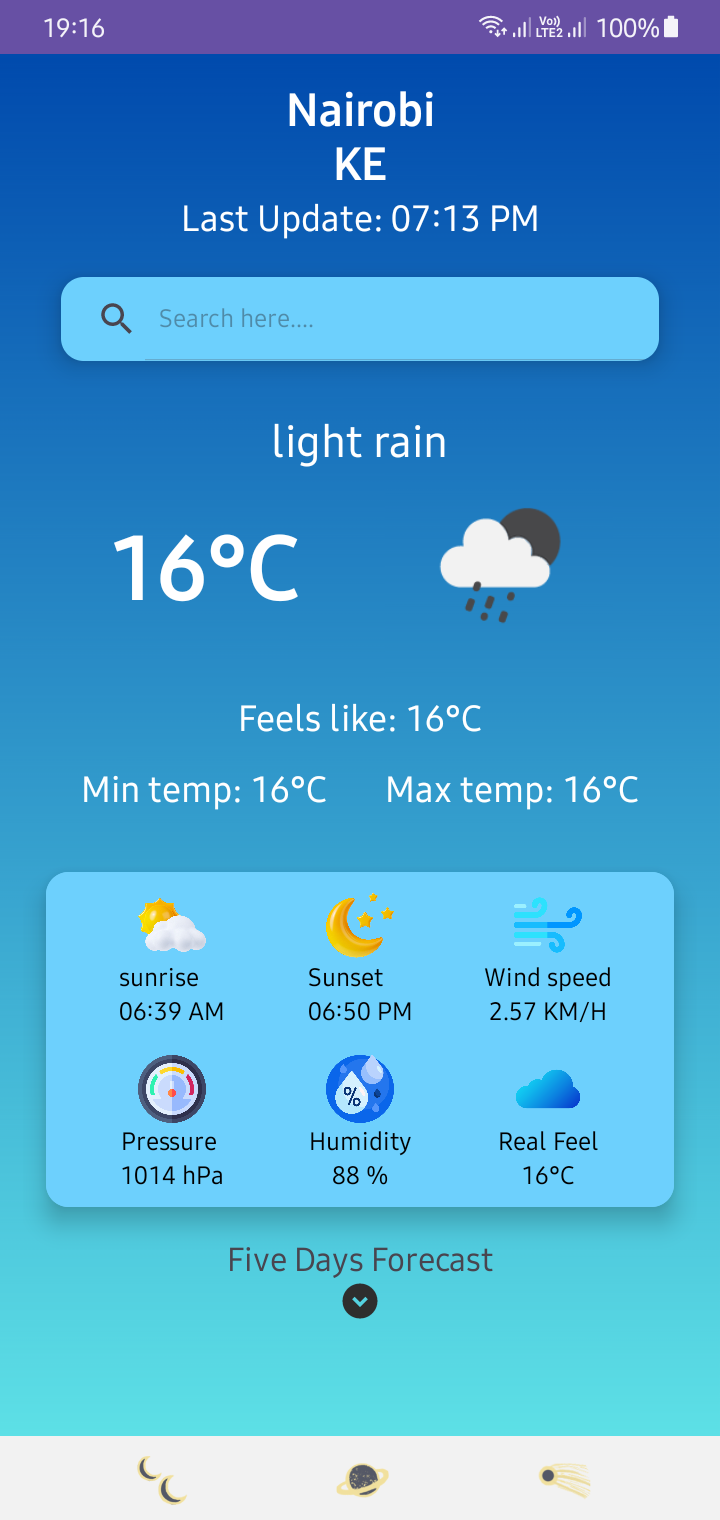 19:16
Vo)) LTE2
100%
Nairobi
KE
Last Update: 07:13 PM
Search here....
light rain
16°C
Feels like: 16°C
Min temp: 16°C Max temp: 16°C
sunrise Sunset Wind speed
06:39 AM 06:50 PM 2.57 KM/H
%
Pressure Humidity Real Feel
1014 hPa 88 % 16°C
Five Days Forecast